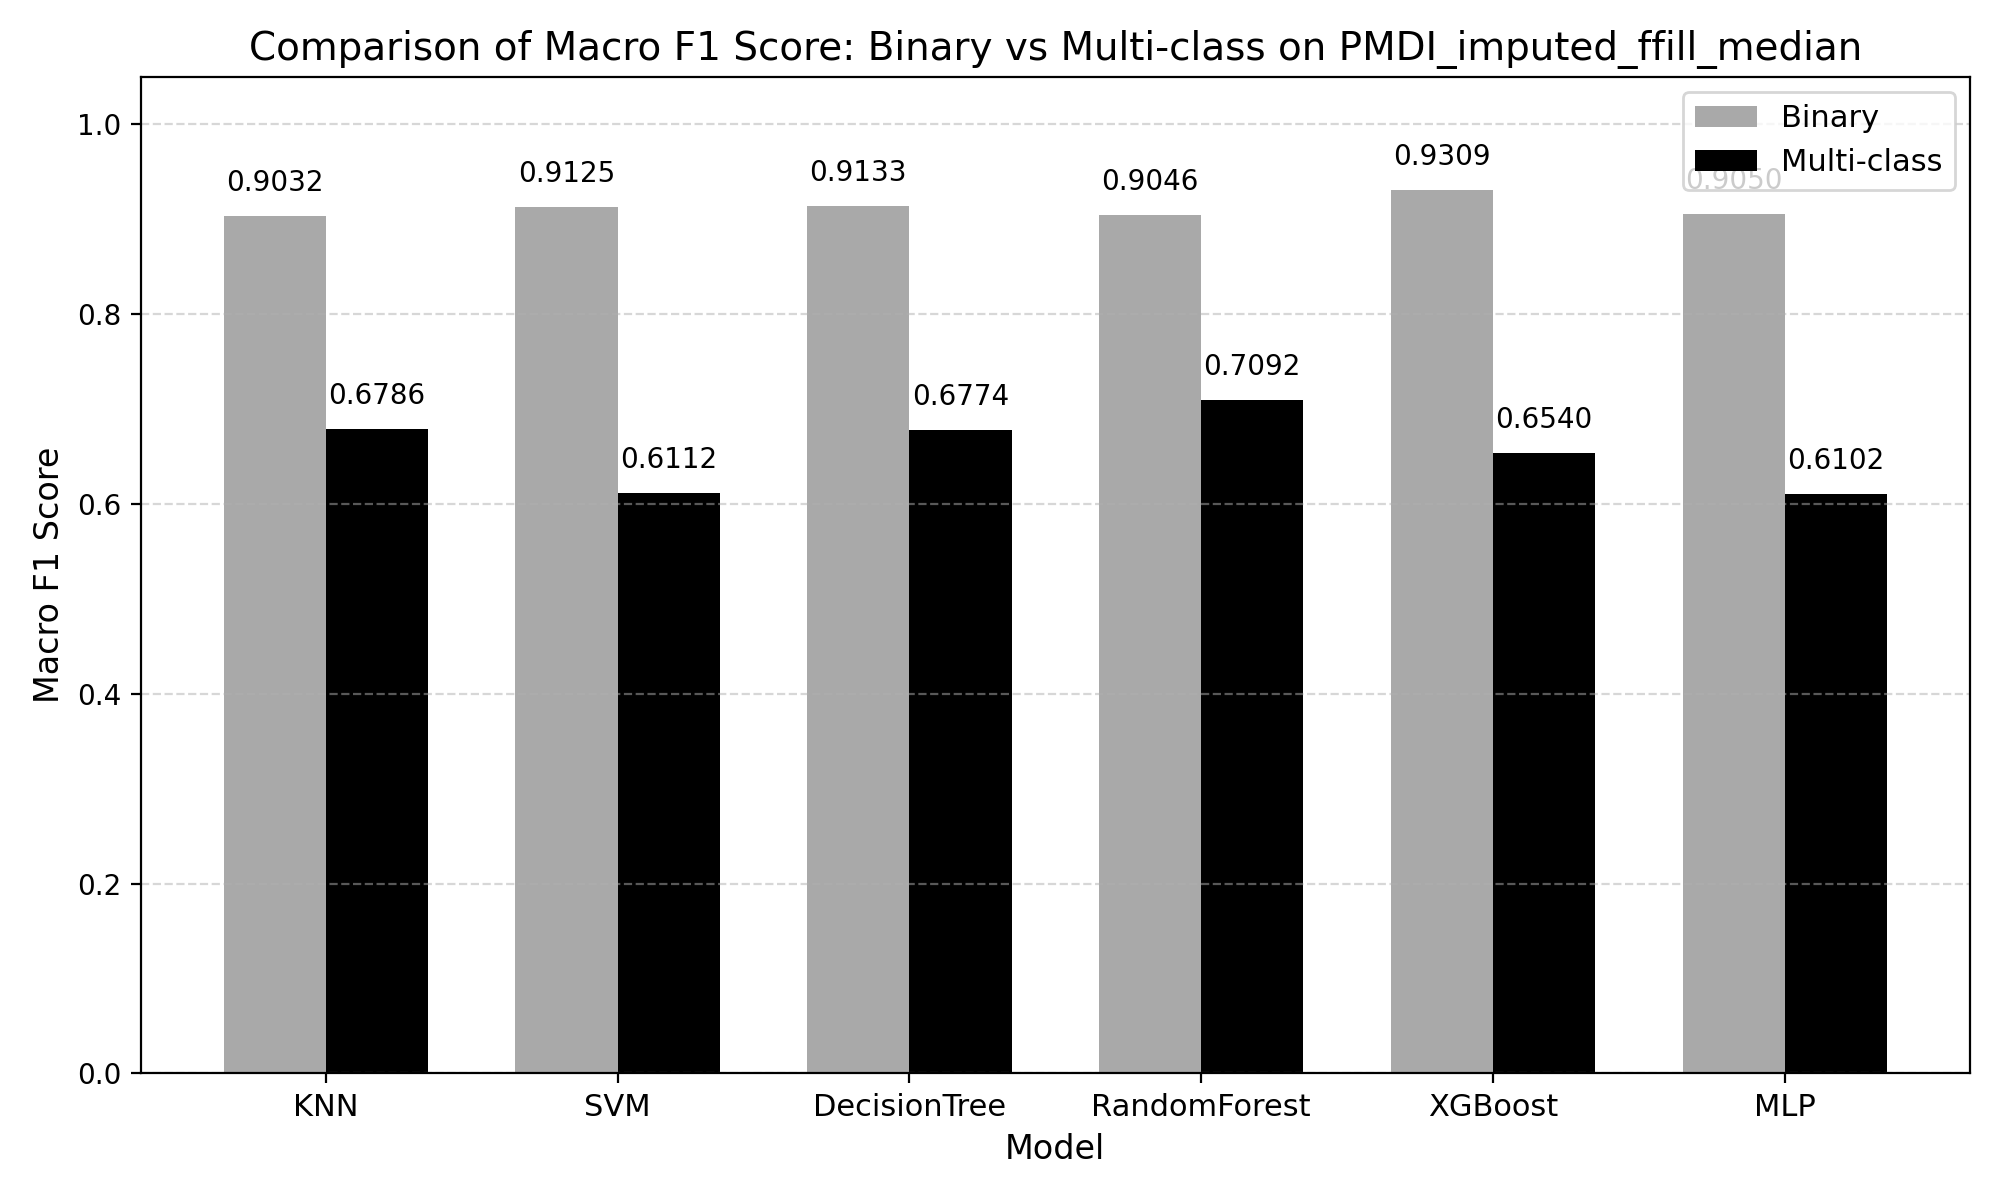 Comparison of Macro F1 Score: Binary vs Multi-class on PMDI_imputed_ffill_median
Binary
Multi-class
1.0
0.8
0.6
0.4
0.2
0.0
Macro F1 Score
0.9032
0.6786
0.9125
0.6112
0.9133
0.6774
0.9046
0.7092
0.9309
0.6540
0.9050
0.6102
KNN
SVM
DecisionTree
RandomForest
XGBoost
MLP
Model